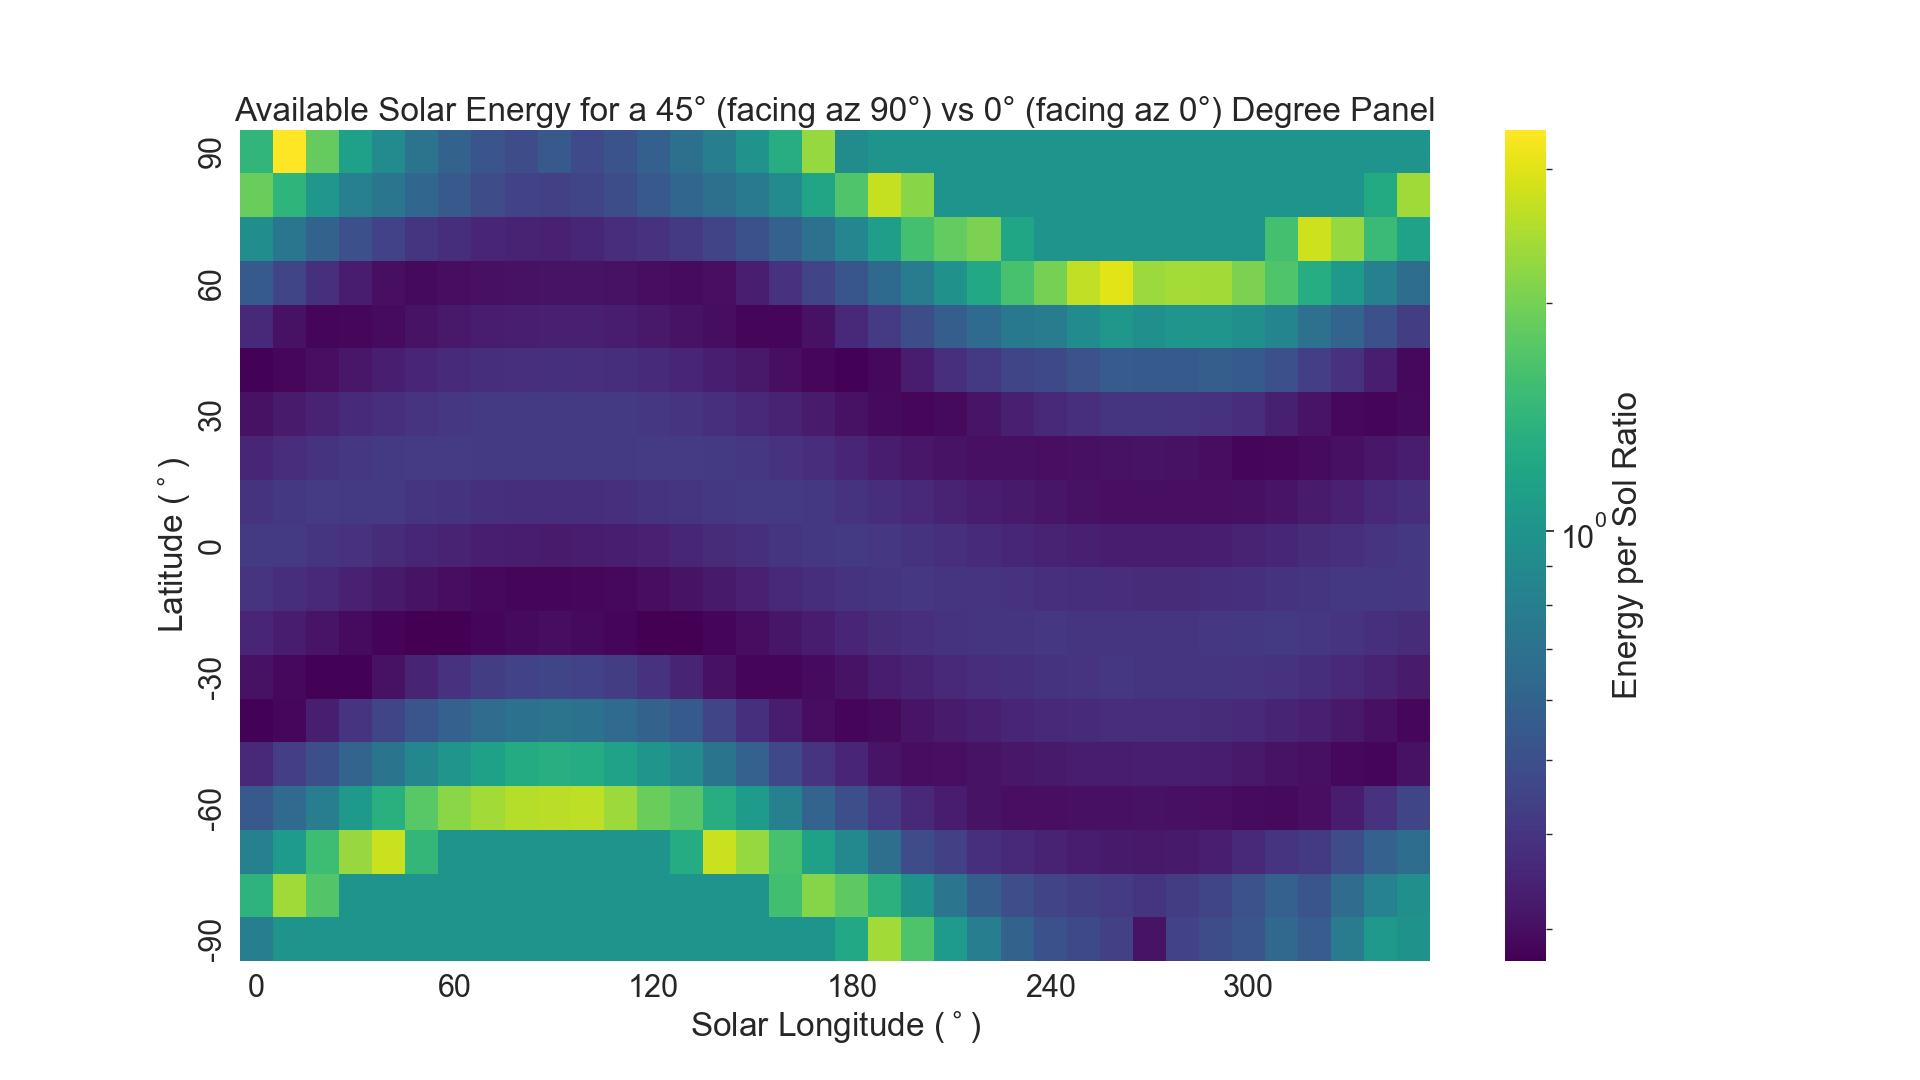 Available Solar Energy for a 45° (facing az 90°) vs 0° (facing az 0°) Degree Panel
90
60
30
0
-30
-60
-90
Latitude (°)
0 60 120 180 240 300
Solar Longitude (°)
10⁰
Energy per Sol Ratio